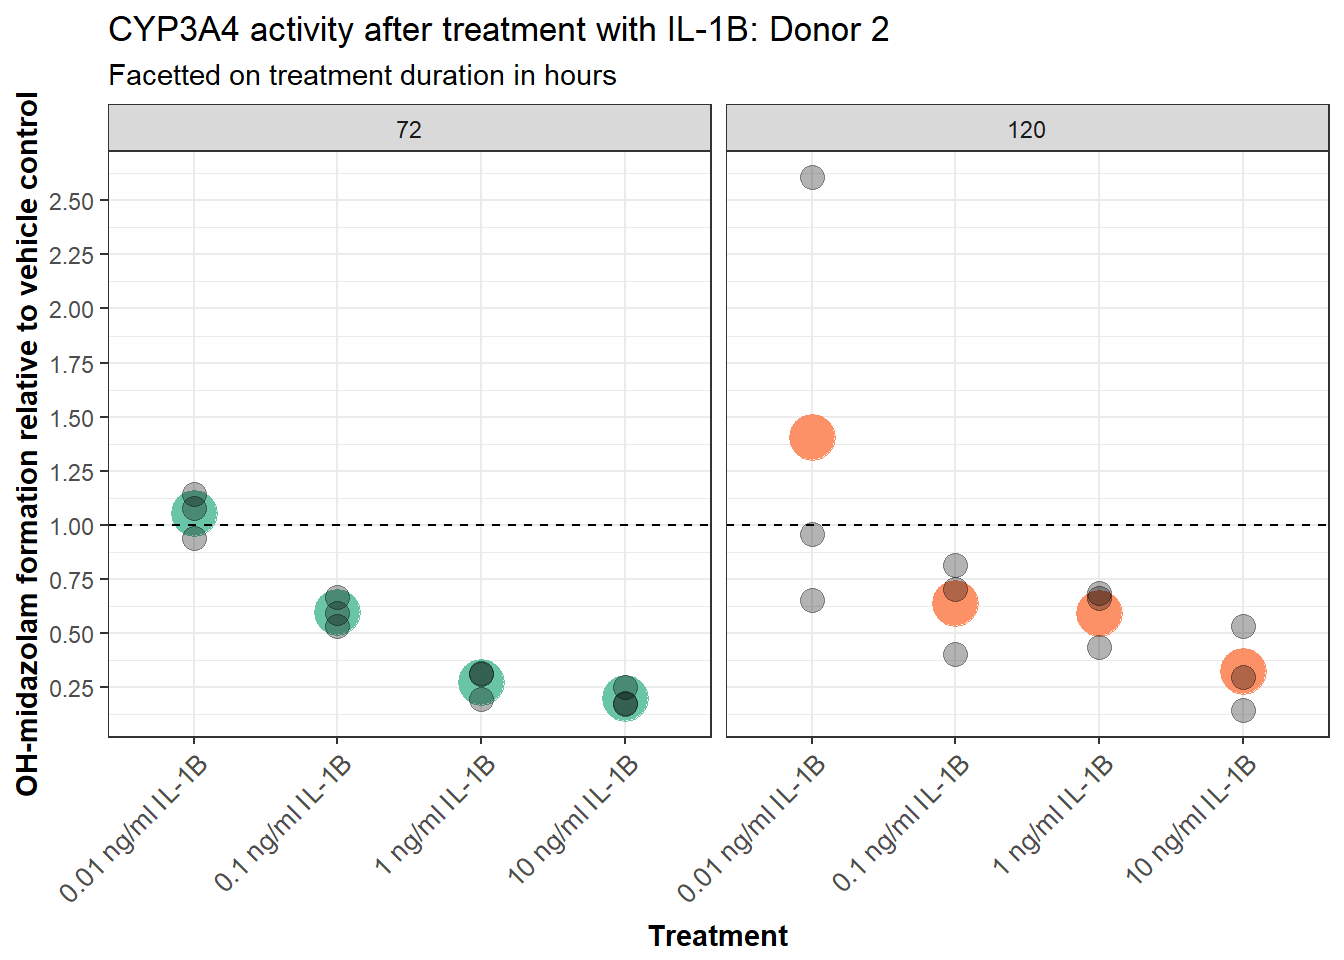 CYP3A4 activity after treatment with IL-1B: Donor 2
Facetted on treatment duration in hours
72
120
OH-midazolam formation relative to vehicle control
2.50
2.25
2.00
1.75
1.50
1.25
1.00
0.75
0.50
0.25
0.01 ng/ml IL-1B
0.1 ng/ml IL-1B
1 ng/ml IL-1B
10 ng/ml IL-1B
0.01 ng/ml IL-1B
0.1 ng/ml IL-1B
1 ng/ml IL-1B
10 ng/ml IL-1B
Treatment